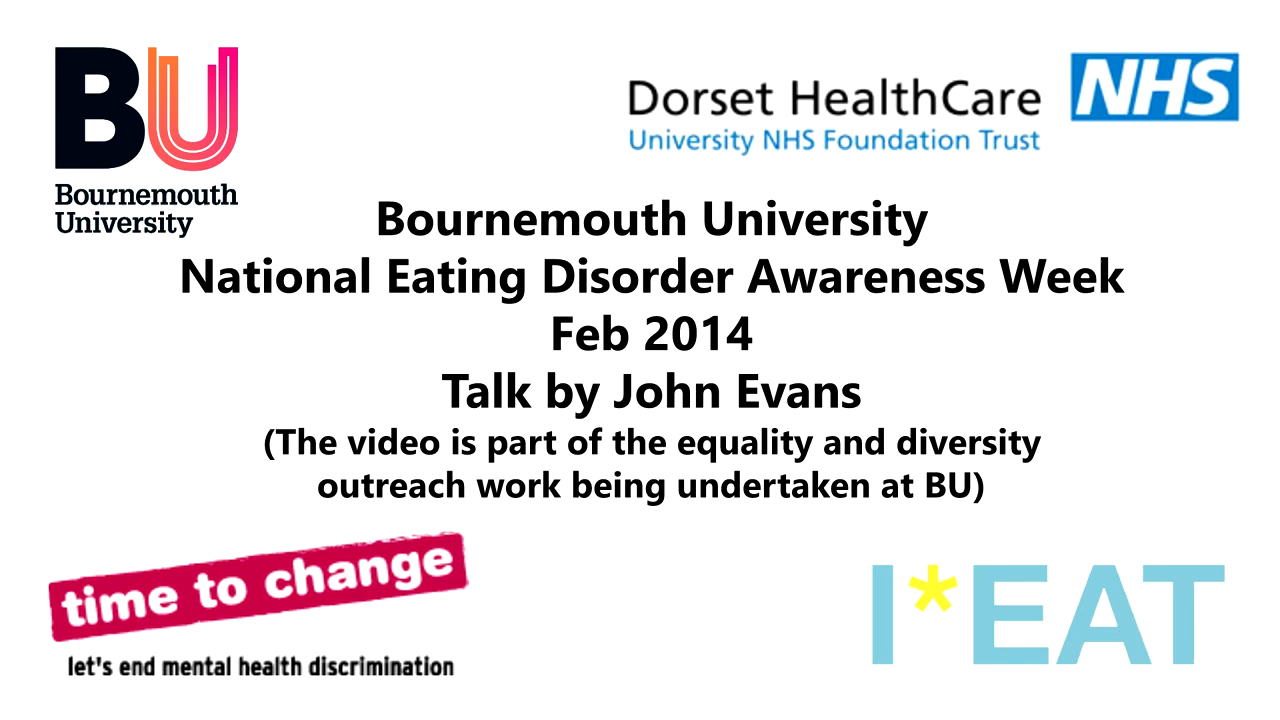 BU
Bournemouth
University
Dorset HealthCare
University NHS Foundation Trust
NHS
Bournemouth University
National Eating Disorder Awareness Week
Feb 2014
Talk by John Evans
(The video is part of the equality and diversity
outreach work being undertaken at BU)
time to change
let's end mental health discrimination
I*EAT